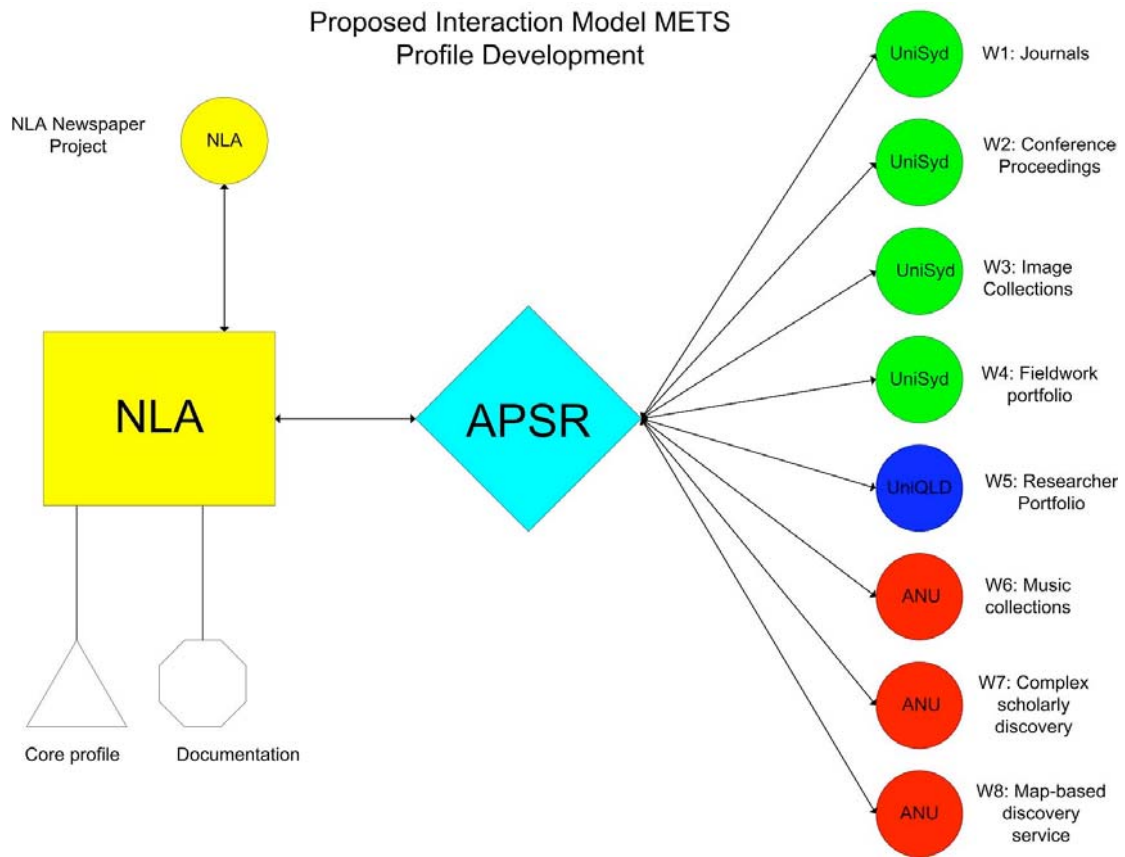 Proposed Interaction Model METS
Profile Development
NLA Newspaper
Project
NLA
NLA
Core profile
Documentation
APSR
UniSyd
W1: Journals
UniSyd
W2: Conference
Proceedings
UniSyd
W3: Image
Collections
UniSyd
W4: Fieldwork
portfolio
UniQLD
W5: Researcher
Portfolio
ANU
W6: Music
collections
ANU
W7: Complex
scholarly
discovery
ANU
W8: Map-based
discovery
service